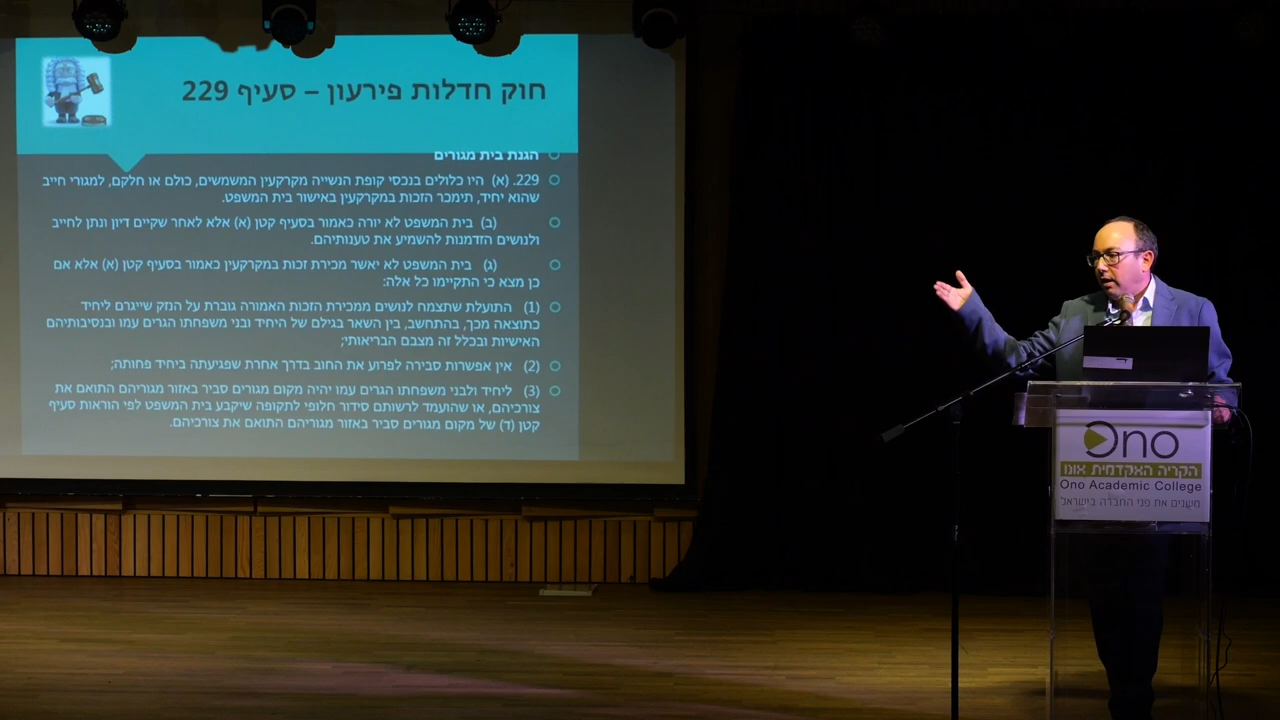 חוק חדלות פירעון – סעיף 229
הגנת בית מגורים
229. (א) היו כלולים בנכסי קופת הנשייה מקרקעין המשמשים, כולם או חלקם, למגורי חייב
שהוא יחיד, תימכר הזכות במקרקעין באישור בית המשפט.
(ב) בית המשפט לא יורה כאמור בסעיף קטן (א) אלא לאחר שקיים דיון ונתן לחייב
ולנושים הזדמנות להשמיע את טענותיהם.
(ג) בית המשפט לא יאשר מכירת זכות במקרקעין כאמור בסעיף קטן (א) אלא אם
כן מצא כי התקיימו כל אלה:
(1) התועלת שתצמח לנושים ממכירת הזכות האמורה גוברת על הנזק שייגרם ליחיד
כתוצאה מכך, בהתחשב, בין השאר בגילם של היחיד ובני משפחתו הגרים עמו ובנסיבותיהם
האישיות ובכלל זה מצבם הבריאותי;
(2) אין אפשרות סבירה לפרוע את החוב בדרך אחרת שפגיעתה ביחיד פחותה;
(3) ליחיד ולבני משפחתו הגרים עמו יהיה מקום מגורים סביר באזור מגוריהם התואם את
צורכיהם, או שהועמד לרשותם סידור חלופי לתקופה שיקבע בית המשפט לפי הוראות סעיף
קטן (ד) של מקום מגורים סביר באזור מגוריהם התואם את צורכיהם.
Ono
הקריה האקדמית אונו
Ono Academic College
משנים את פני החברה בישראל